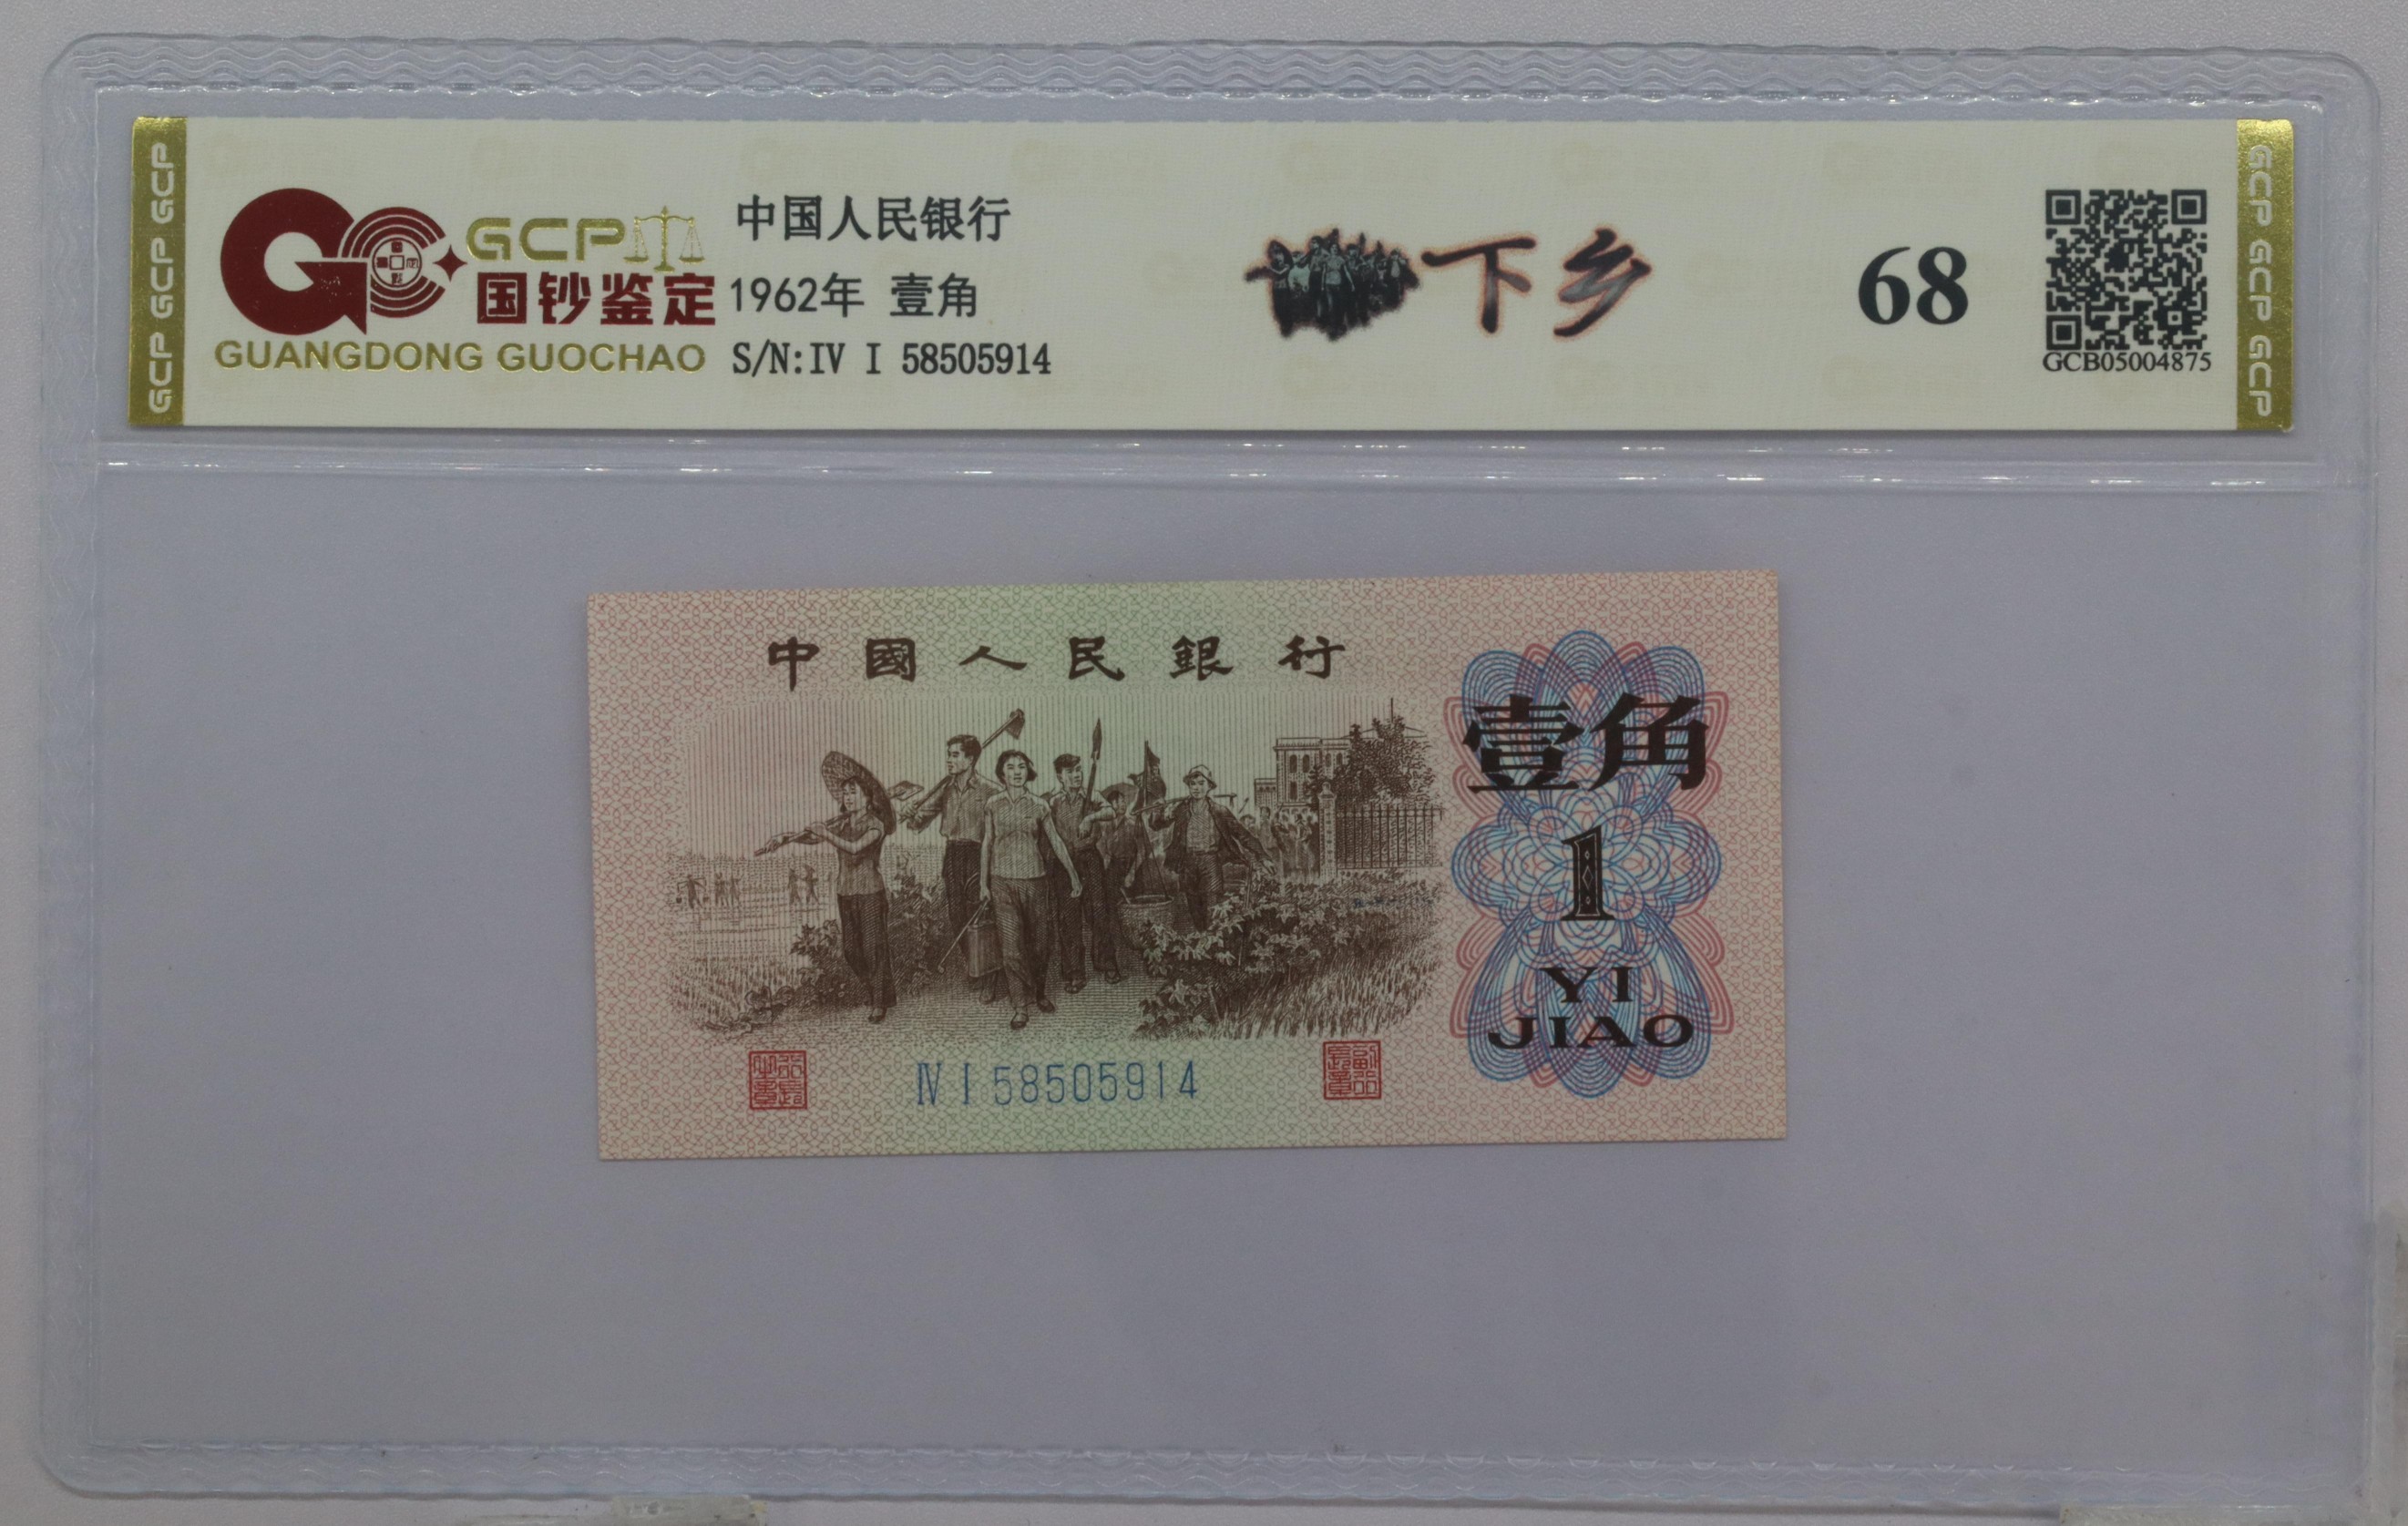 GCP GCP GCP
GCP
国钞鉴定
GUANGDONG GUOCHAO
中国人民银行
1962年 壹角
S/N:IV I 58505914
下乡
68
GCB05004875
GCP GCP GCP
中國人民銀行
壹角
1
YI
JIAO
Ⅳ Ⅰ 58505914